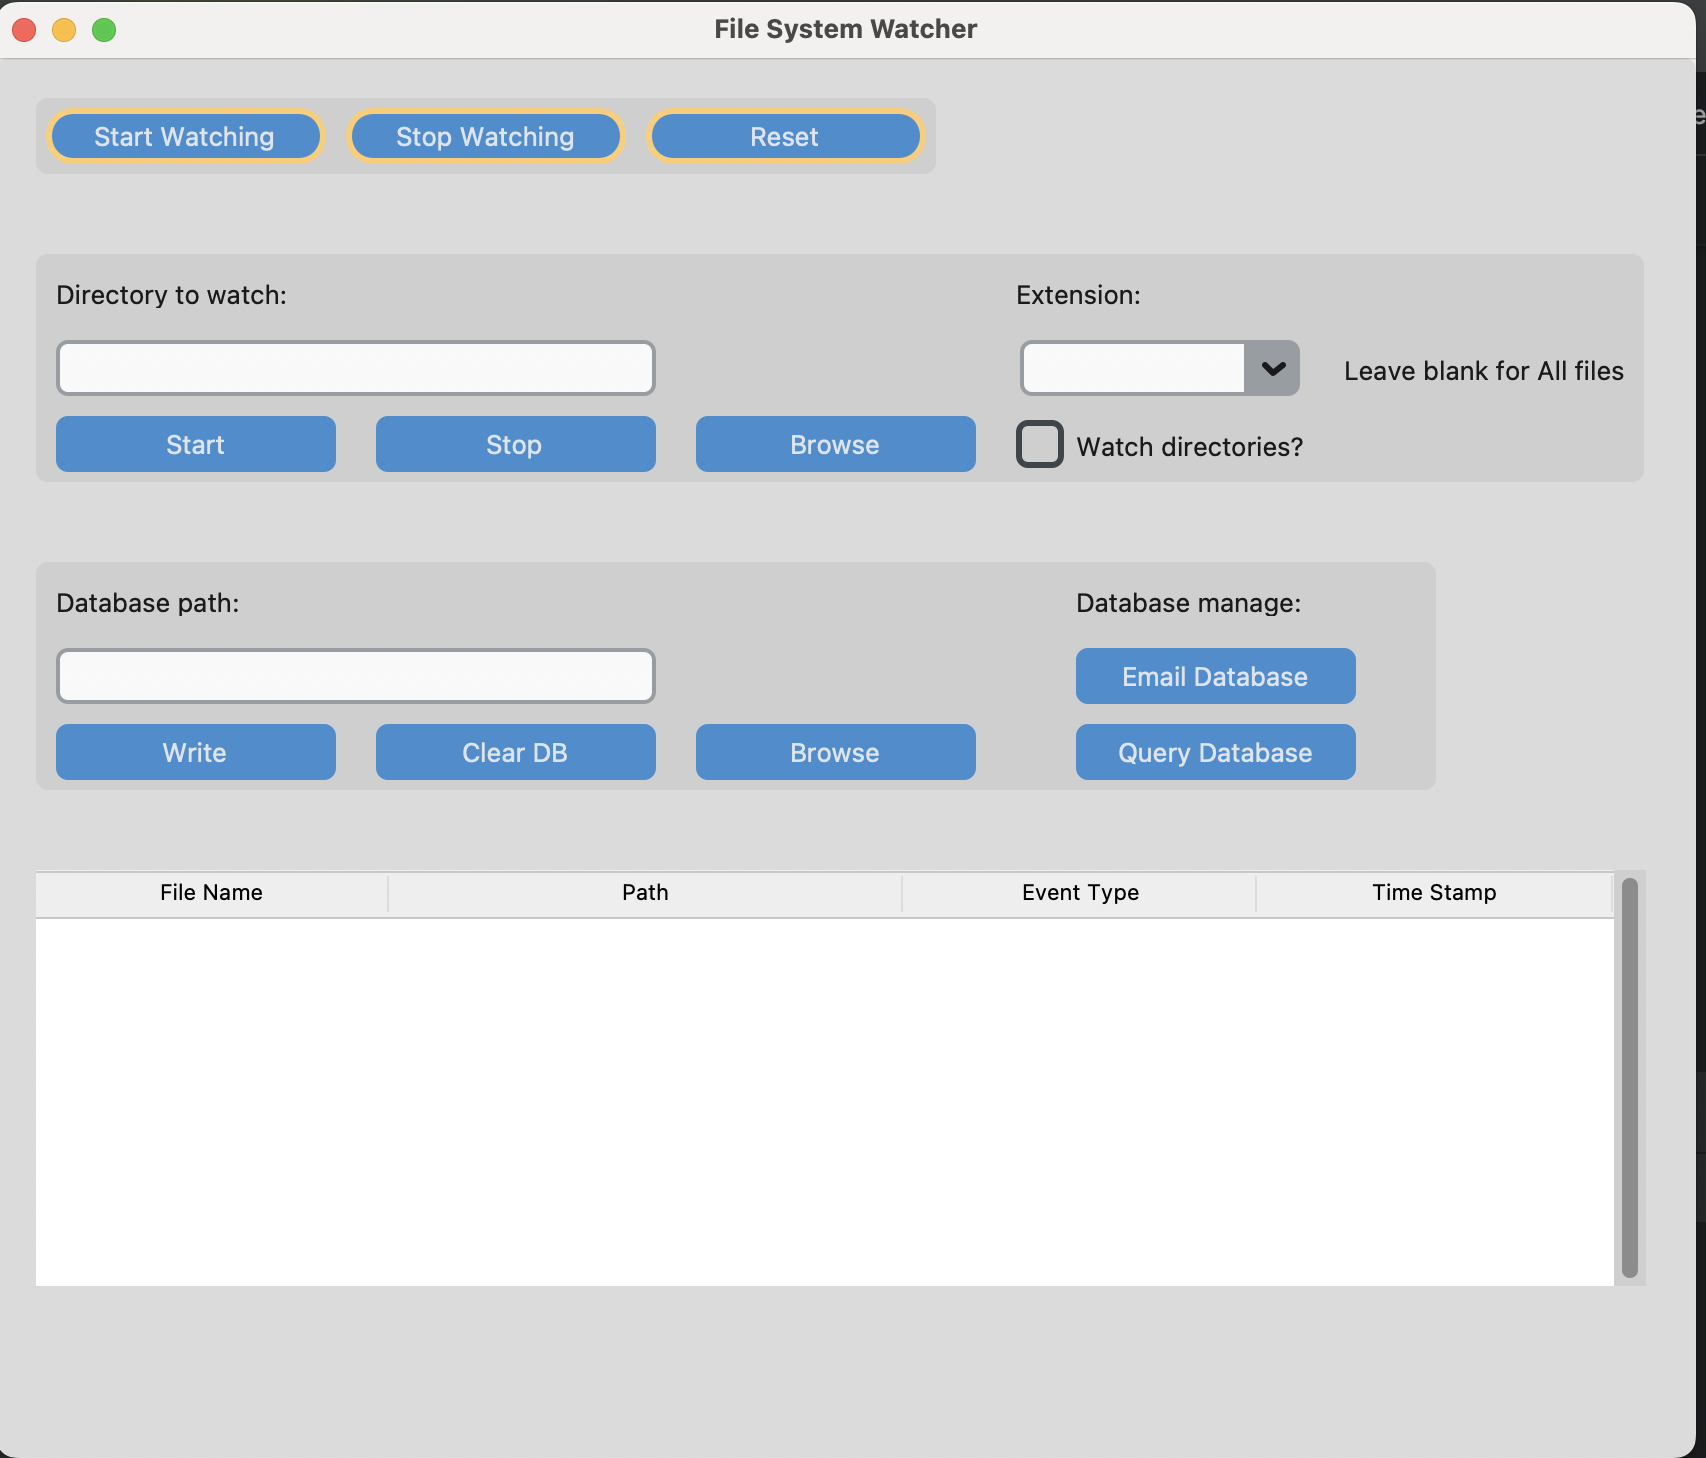 File System Watcher
Start Watching Stop Watching Reset
Directory to watch: Extension:
Leave blank for All files
Start Stop Browse Watch directories?
Database path: Database manage:
Email Database
Write Clear DB Browse Query Database
File Name Path Event Type Time Stamp